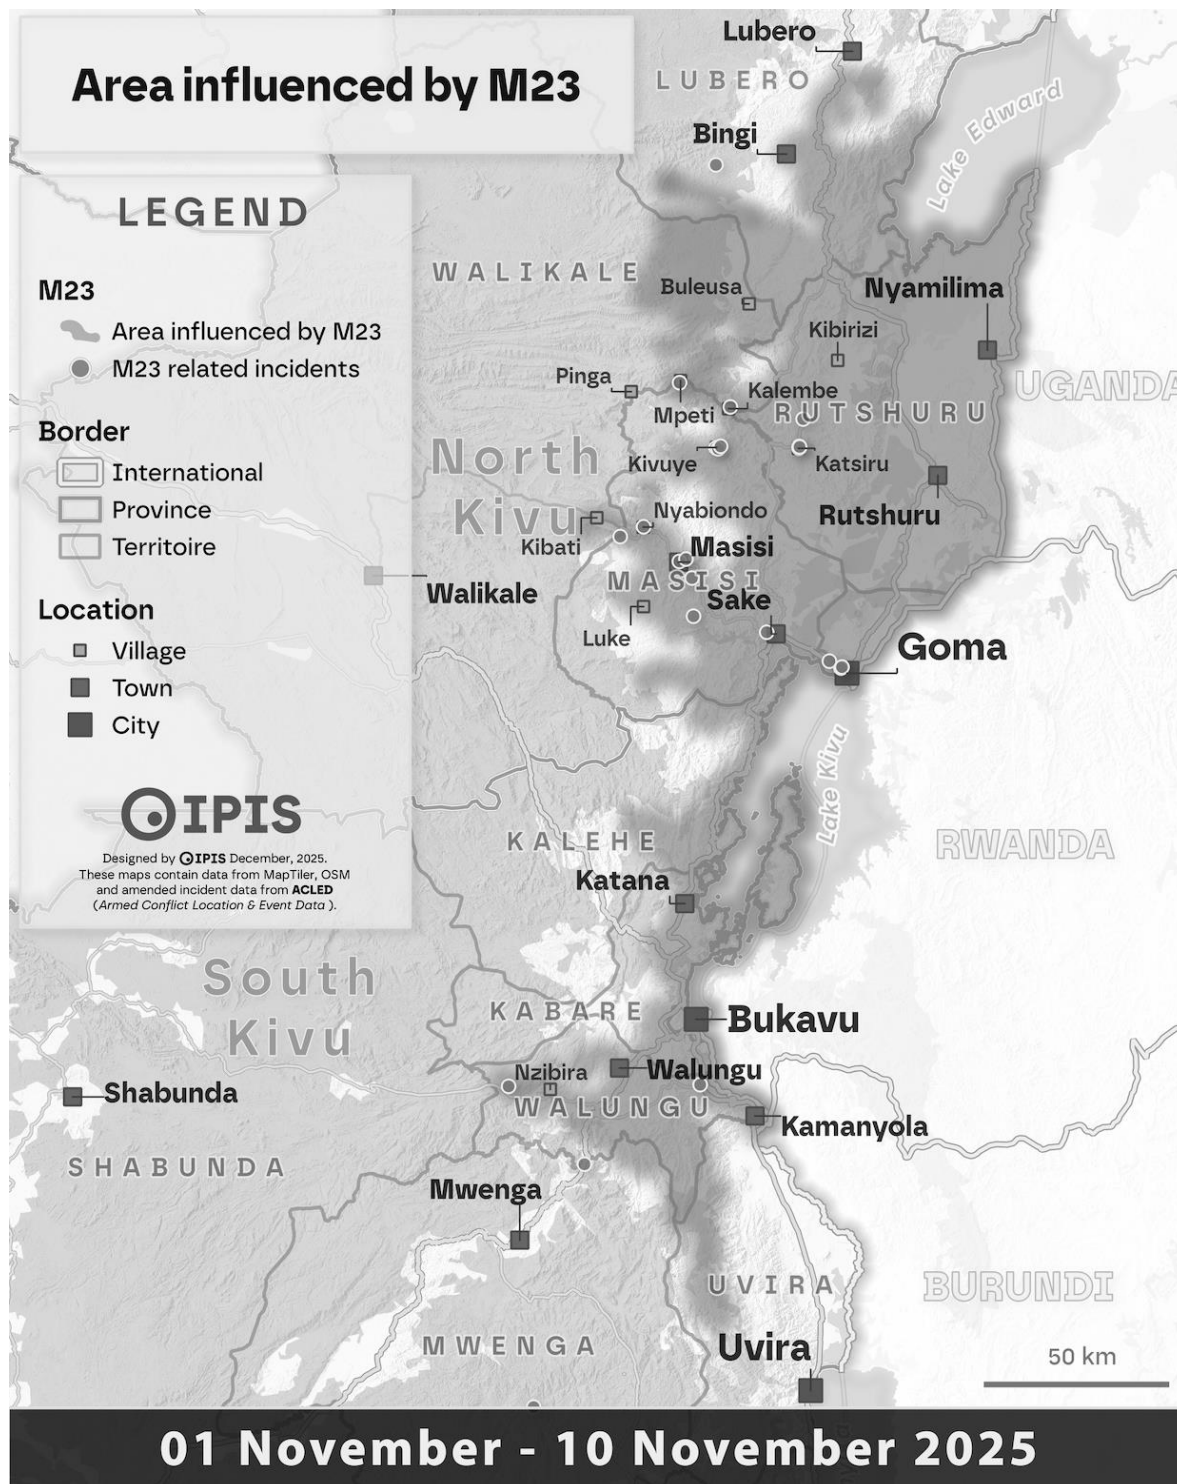 Area influenced by M23
LEGEND
M23
Area influenced by M23
M23 related incidents
Border
International
Province
Territoire
Location
Village
Town
City
IPIS
Designed by IPIS December, 2025.
These maps contain data from MapTiler, OSM
and amended incident data from ACLED
(Armed Conflict Location & Event Data ).
Lubero
LUBERO
Lake Edward
Bingi
WALIKALE
Buleusa
Nyamilima
Kibirizi
Pinga
Kalembe
UGANDA
Mpeti
RUTSHURU
North
Kivu
Kivuye
Katsiru
Nyabiondo
Rutshuru
Kibati
Masisi
MASISI
Walikale
Sake
Luke
Goma
Lake Kivu
KALEHE
RWANDA
Katana
South
Kivu
KABARE
Bukavu
Nzibira
Walungu
Shabunda
WALUNGU
Kamanyola
SHABUNDA
Mwenga
UVIRA
BURUNDI
MWENGA
Uvira
50 km
01 November - 10 November 2025